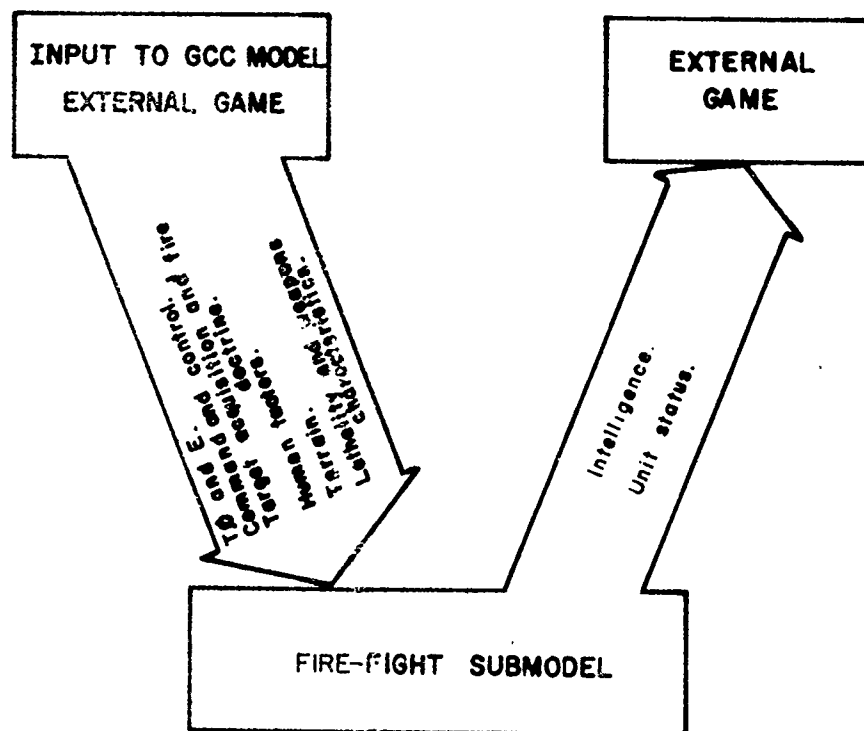 INPUT TO GCC MODEL
EXTERNAL GAME
EXTERNAL
GAME
TO and E.
Command and control.
Target acquisition and fire
doctrine.
Human factors.
Terrain.
Lethality and weapons
characteristics.
Intelligence.
Unit status.
FIRE-FIGHT SUBMODEL